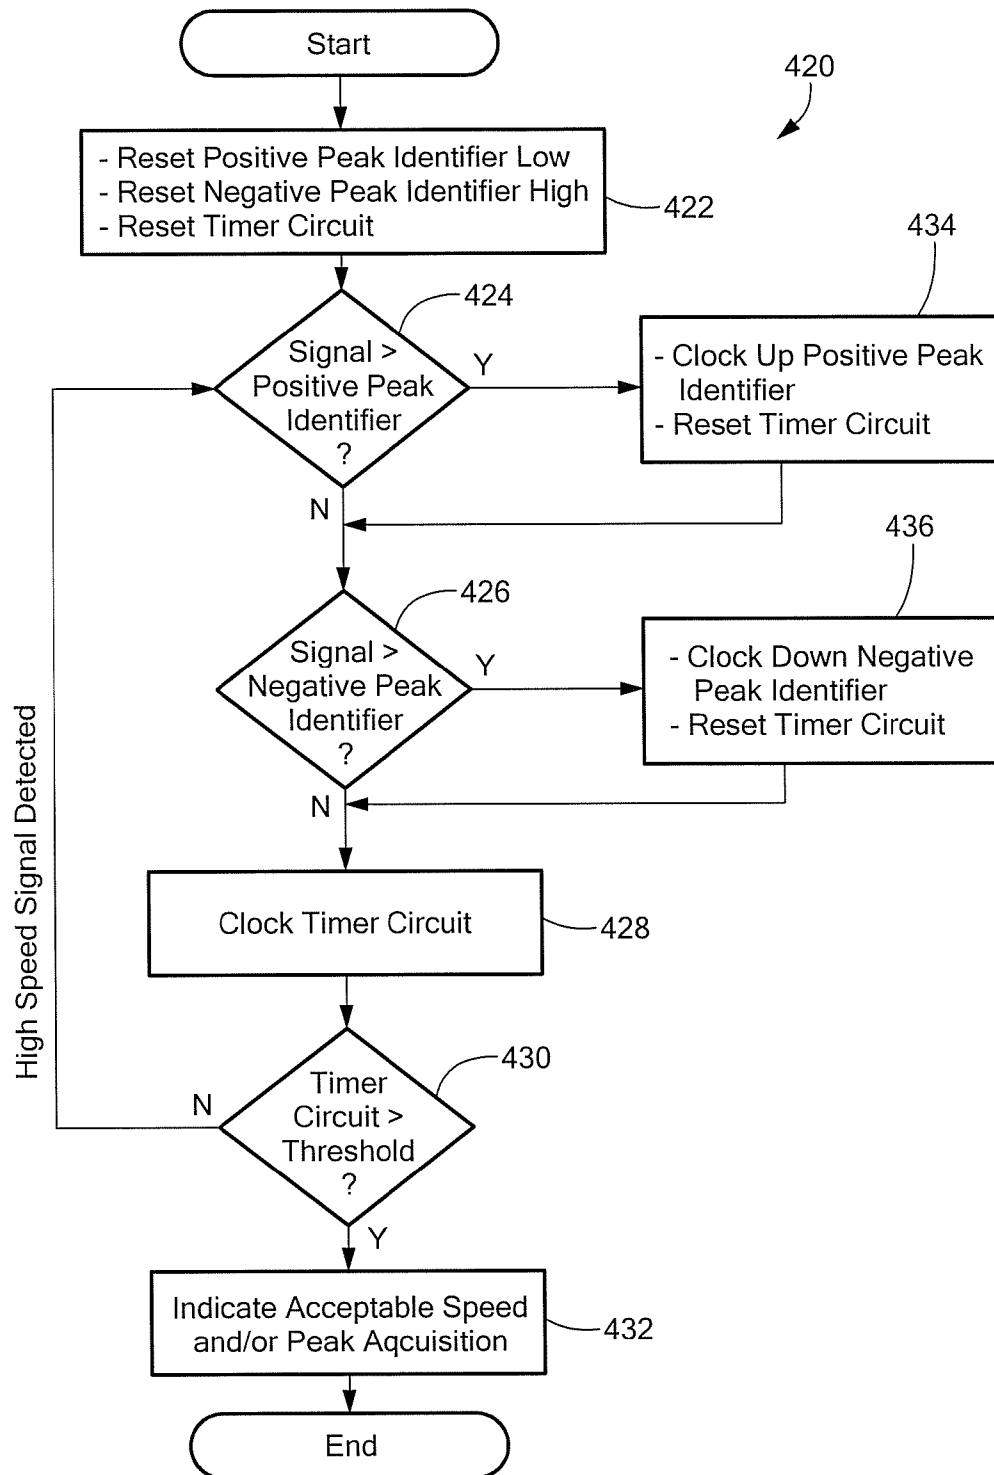 Start
420
- Reset Positive Peak Identifier Low
- Reset Negative Peak Identifier High
- Reset Timer Circuit
422
434
424
Signal >
Positive Peak
Identifier
?
Y
- Clock Up Positive Peak
Identifier
- Reset Timer Circuit
N
436
426
Signal >
Negative Peak
Identifier
?
Y
- Clock Down Negative
Peak Identifier
- Reset Timer Circuit
N
High Speed Signal Detected
Clock Timer Circuit
428
430
Timer
Circuit >
Threshold
?
N
Y
Indicate Acceptable Speed
and/or Peak Aqcuisition
432
End